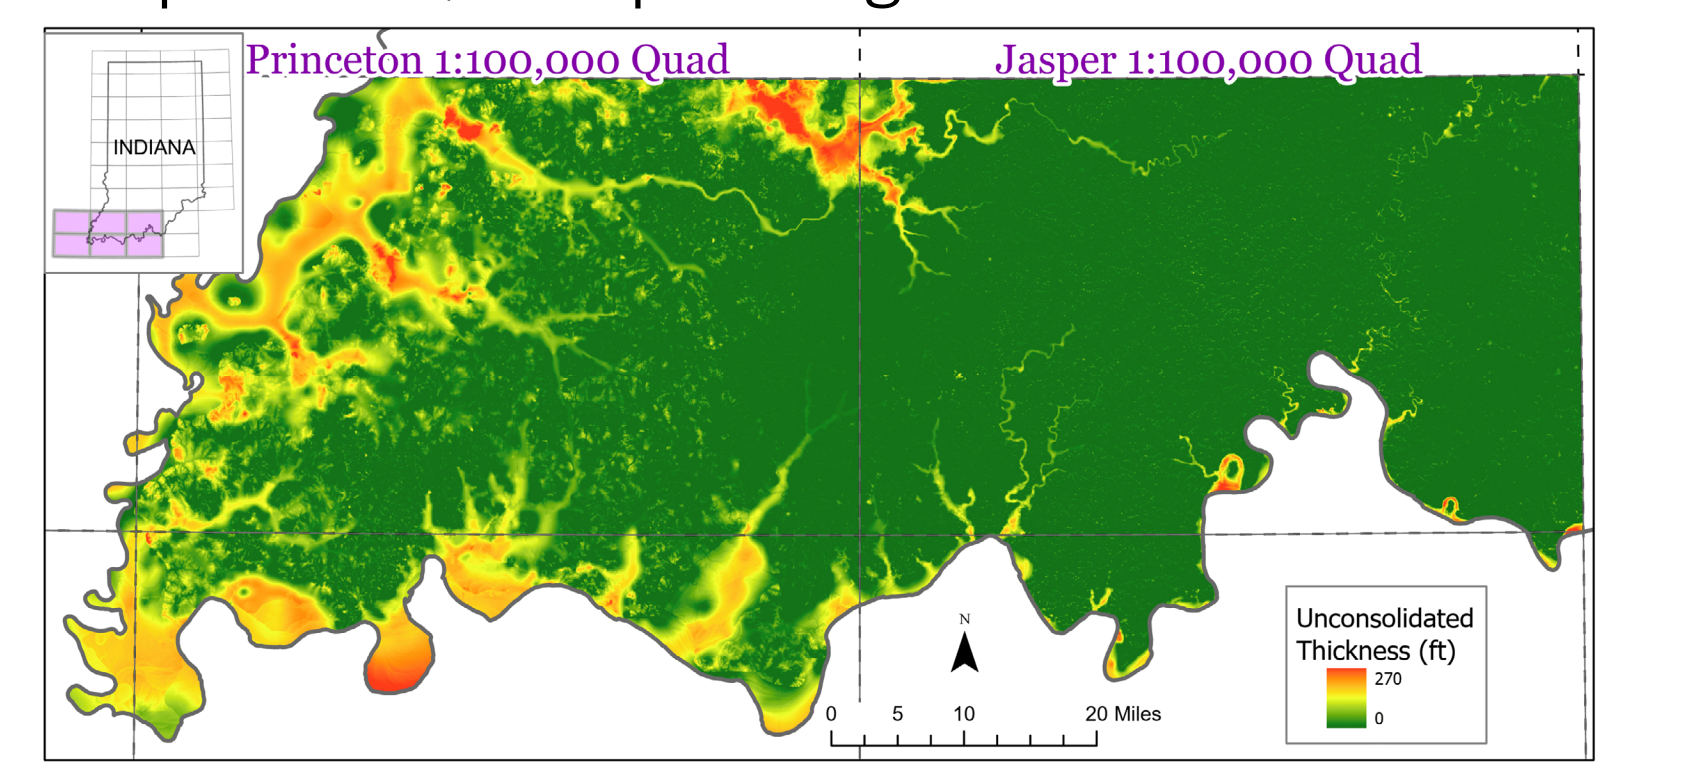 Princeton 1:100,000 Quad
Jasper 1:100,000 Quad
INDIANA
N
0 5 10 20 Miles
Unconsolidated
Thickness (ft)
270
0